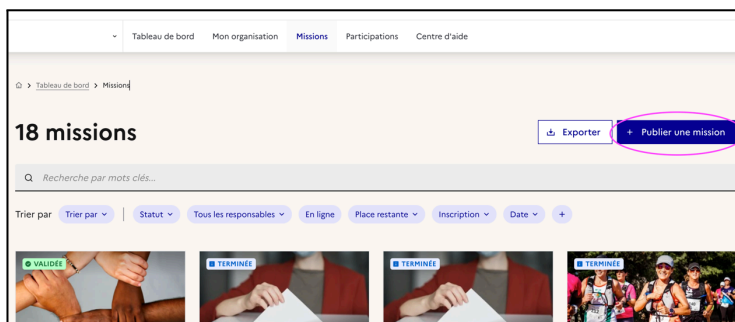 Tableau de bord Mon organisation Missions Participations Centre d'aide
> Tableau de bord > Missions
18 missions
Exporter + Publier une mission
Recherche par mots clés...
Trier par Trier par Statut Tous les responsables En ligne Place restante Inscription Date +
VALIDÉE TERMINÉE TERMINÉE TERMINÉE